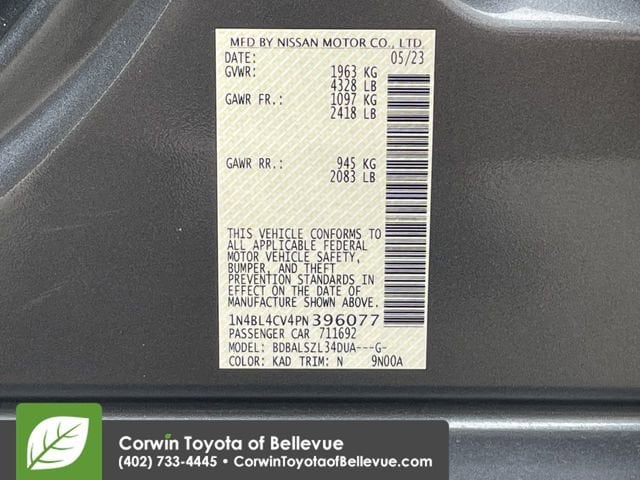 MFD BY NISSAN MOTOR CO., LTD.
DATE: 05/23
GVWR: 1963 KG
4328 LB
GAWR FR.: 1097 KG
2418 LB
GAWR RR.: 945 KG
2083 LB
THIS VEHICLE CONFORMS TO
ALL APPLICABLE FEDERAL
MOTOR VEHICLE SAFETY,
BUMPER, AND THEFT
PREVENTION STANDARDS IN
EFFECT ON THE DATE OF
MANUFACTURE SHOWN ABOVE.
1N4BL4CV4PN396077
PASSENGER CAR 711692
MODEL: BDBALSZL34DUA---G-
COLOR: KAD TRIM: N 9N00A
Corwin Toyota of Bellevue
(402) 733-4445 • CorwinToyotaofBellevue.com